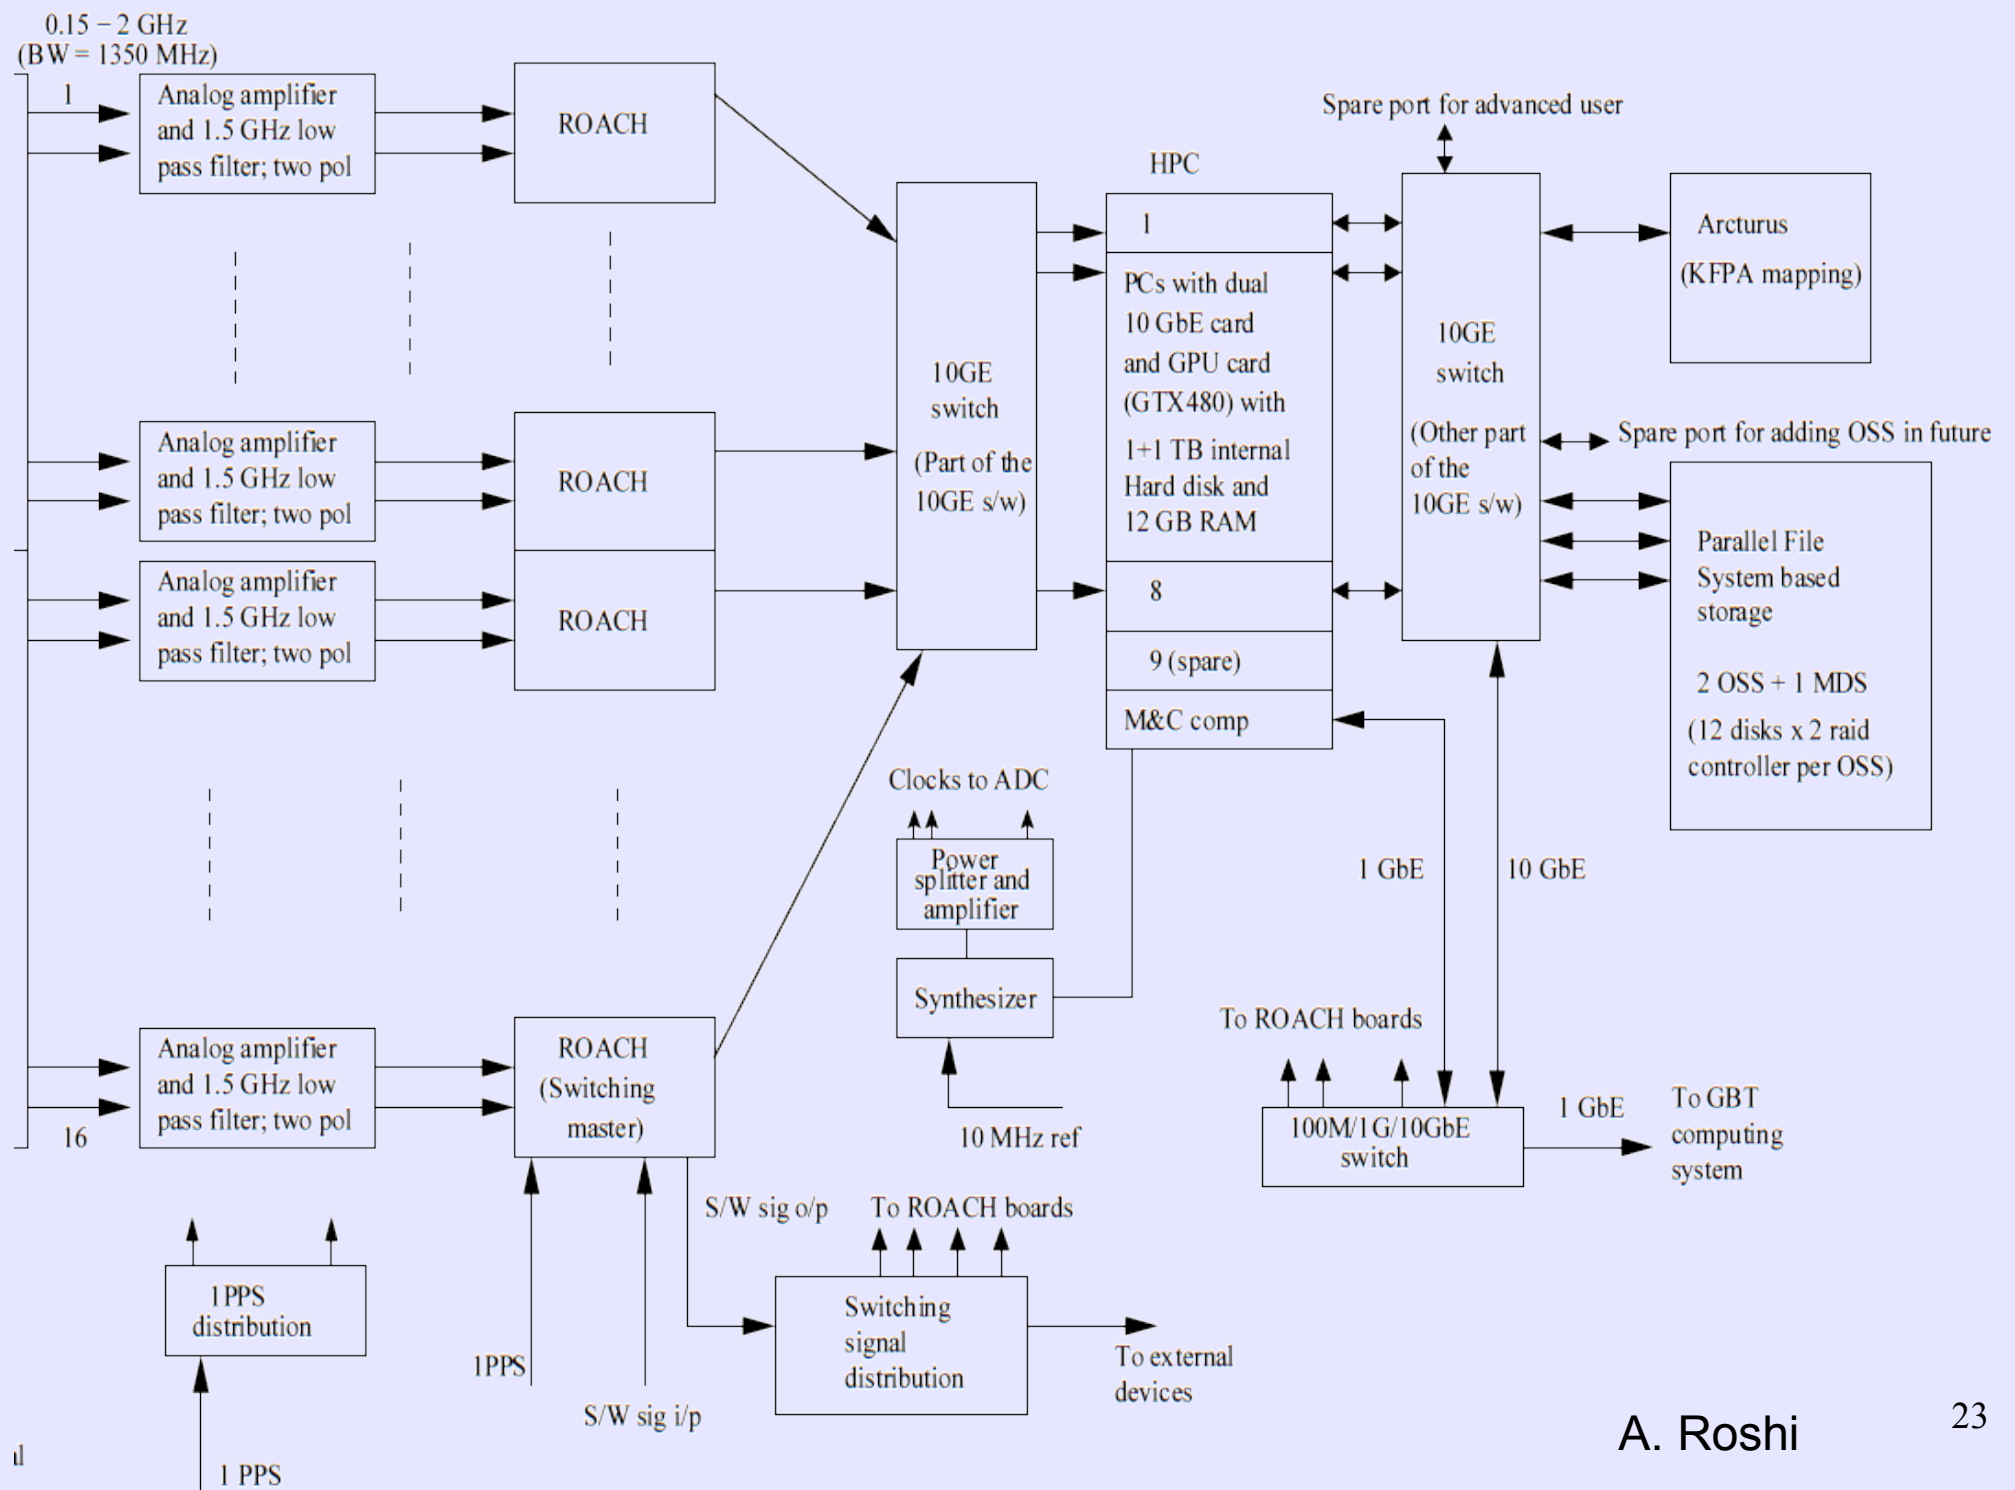 0.15 – 2 GHz
(BW = 1350 MHz)
1
Analog amplifier
and 1.5 GHz low
pass filter; two pol
ROACH
Analog amplifier
and 1.5 GHz low
pass filter; two pol
ROACH
Analog amplifier
and 1.5 GHz low
pass filter; two pol
ROACH
Analog amplifier
and 1.5 GHz low
pass filter; two pol
16
ROACH
(Switching
master)
10GE
switch
(Part of the
10GE s/w)
HPC
1
PCs with dual
10 GbE card
and GPU card
(GTX480) with
1+1 TB internal
Hard disk and
12 GB RAM
8
9 (spare)
M&C comp
Spare port for advanced user
10GE
switch
(Other part
of the
10GE s/w)
Arcturus
(KFPA mapping)
Spare port for adding OSS in future
Parallel File
System based
storage
2 OSS + 1 MDS
(12 disks x 2 raid
controller per OSS)
Clocks to ADC
Power
splitter and
amplifier
Synthesizer
10 MHz ref
1 GbE
10 GbE
To ROACH boards
100M/1G/10GbE
switch
1 GbE
To GBT
computing
system
1PPS
distribution
1 PPS
1PPS
S/W sig i/p
S/W sig o/p
To ROACH boards
Switching
signal
distribution
To external
devices
A. Roshi
23